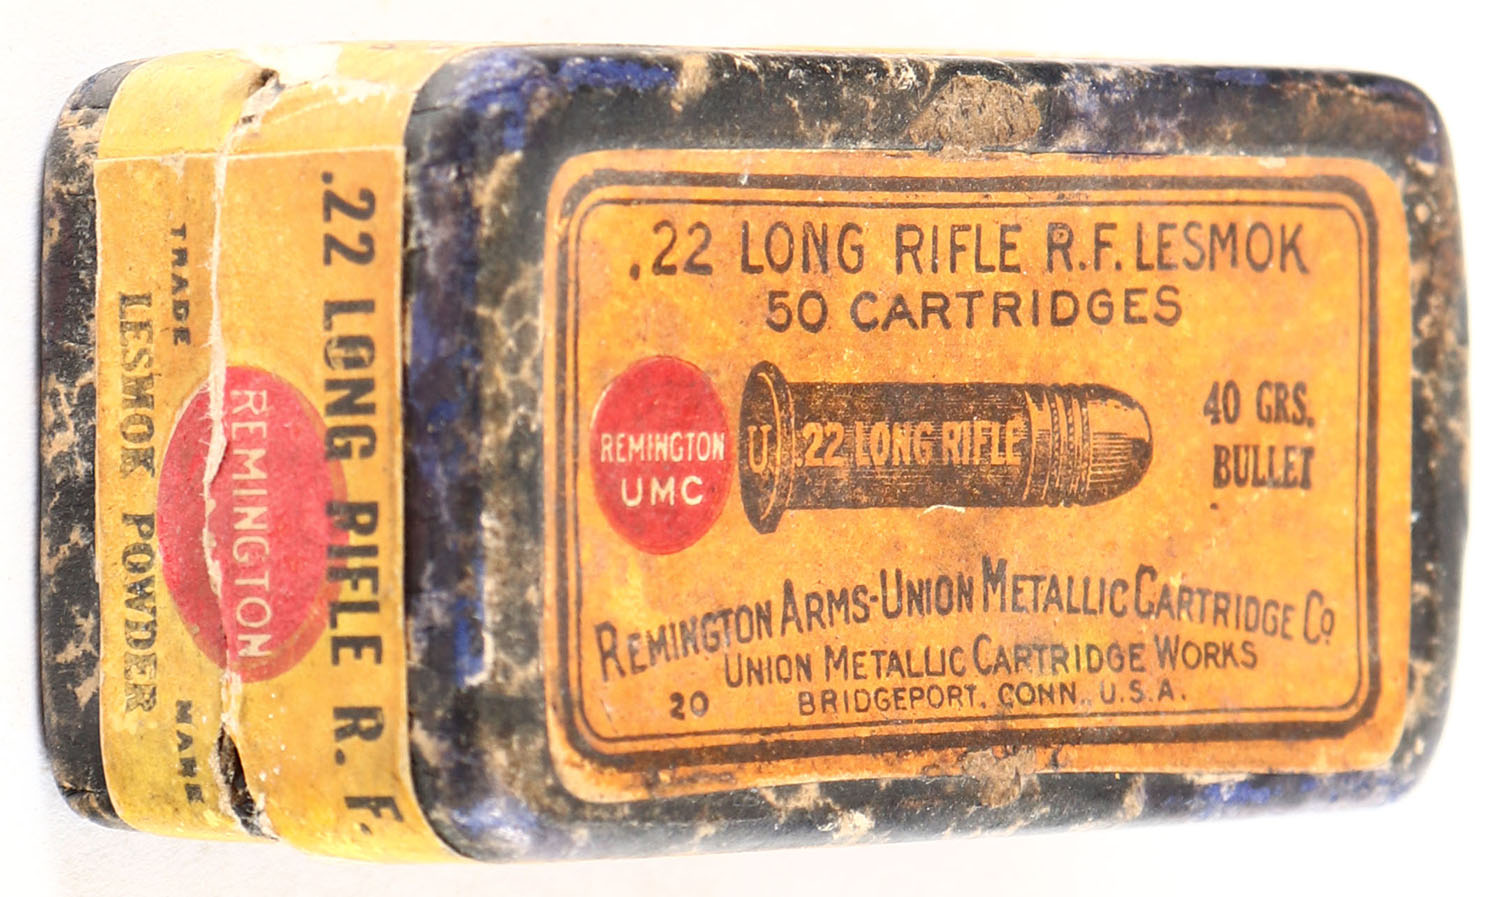 .22 LONG RIFLE R.F. LESMOK
50 CARTRIDGES
REMINGTON
UMC
U.
.22 LONG RIFLE
40 GRS.
BULLET
REMINGTON ARMS-UNION METALLIC CARTRIDGE CO.
UNION METALLIC CARTRIDGE WORKS
20 BRIDGEPORT, CONN., U.S.A.
.22 LONG RIFLE R. F.
REMINGTON
TRADE MARK
LESMOK POWDER